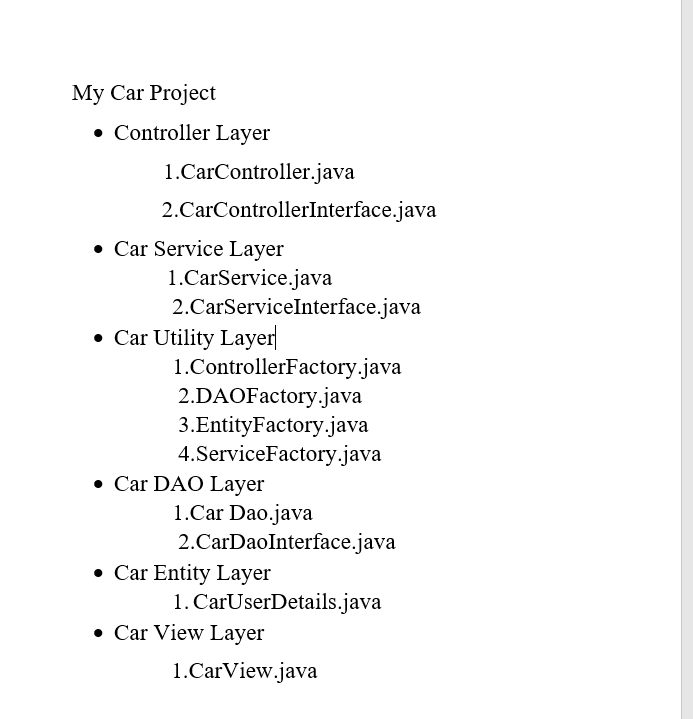 My Car Project
• Controller Layer
1.CarController.java
2.CarControllerInterface.java
• Car Service Layer
1.CarService.java
2.CarServiceInterface.java
• Car Utility Layer
1.ControllerFactory.java
2.DAOFactory.java
3.EntityFactory.java
4.ServiceFactory.java
• Car DAO Layer
1.Car Dao.java
2.CarDaoInterface.java
• Car Entity Layer
1. CarUserDetails.java
• Car View Layer
1.CarView.java